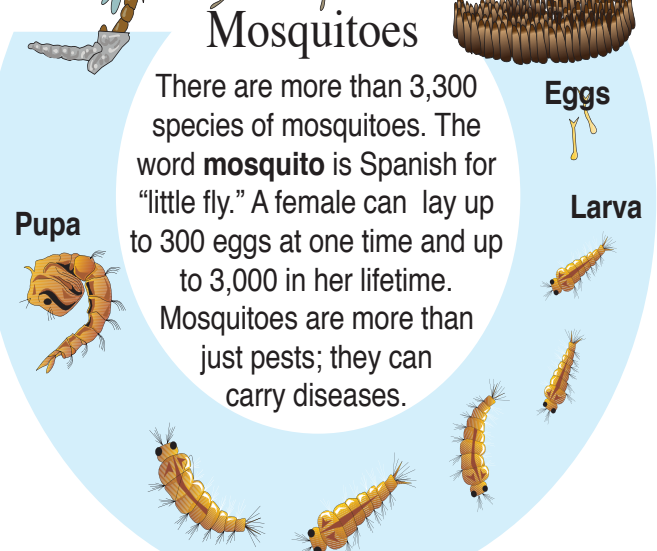 Mosquitoes
There are more than 3,300
species of mosquitoes. The
word mosquito is Spanish for
“little fly.” A female can lay up
to 300 eggs at one time and up
to 3,000 in her lifetime.
Mosquitoes are more than
just pests; they can
carry diseases.
Eggs
Larva
Pupa